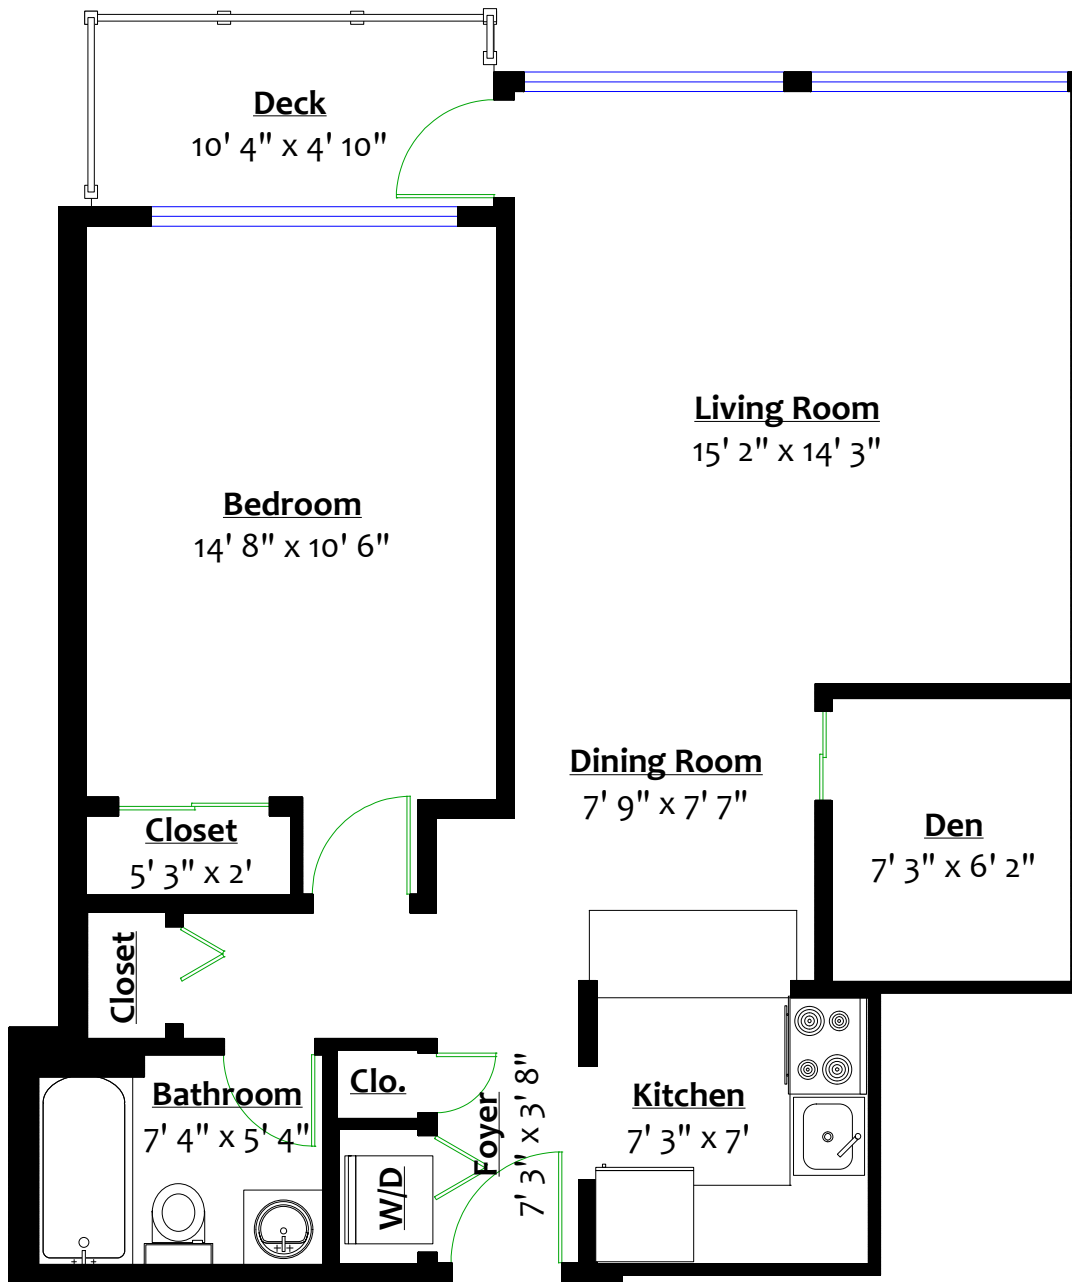 Deck
10' 4" x 4' 10"
Living Room
15' 2" x 14' 3"
Bedroom
14' 8" x 10' 6"
Dining Room
7' 9" x 7' 7"
Closet
5' 3" x 2'
Den
7' 3" x 6' 2"
Closet
Clo.
Bathroom
7' 4" x 5' 4"
Foyer
7' 3" x 3' 8"
Kitchen
7' 3" x 7'
W/D